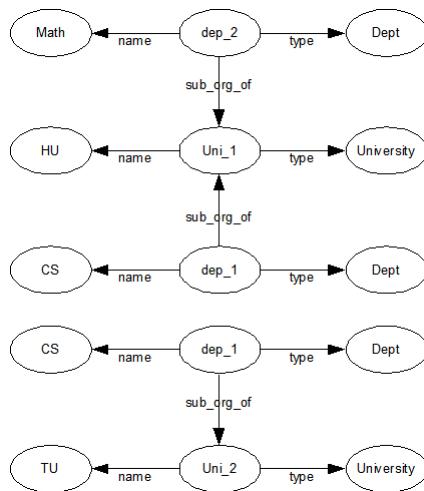 Math dep_2 Dept
name type
sub_org_of
HU Uni_1 University
name type
sub_org_of
CS dep_1 Dept
name type
CS dep_1 Dept
name type
sub_org_of
TU Uni_2 University
name type